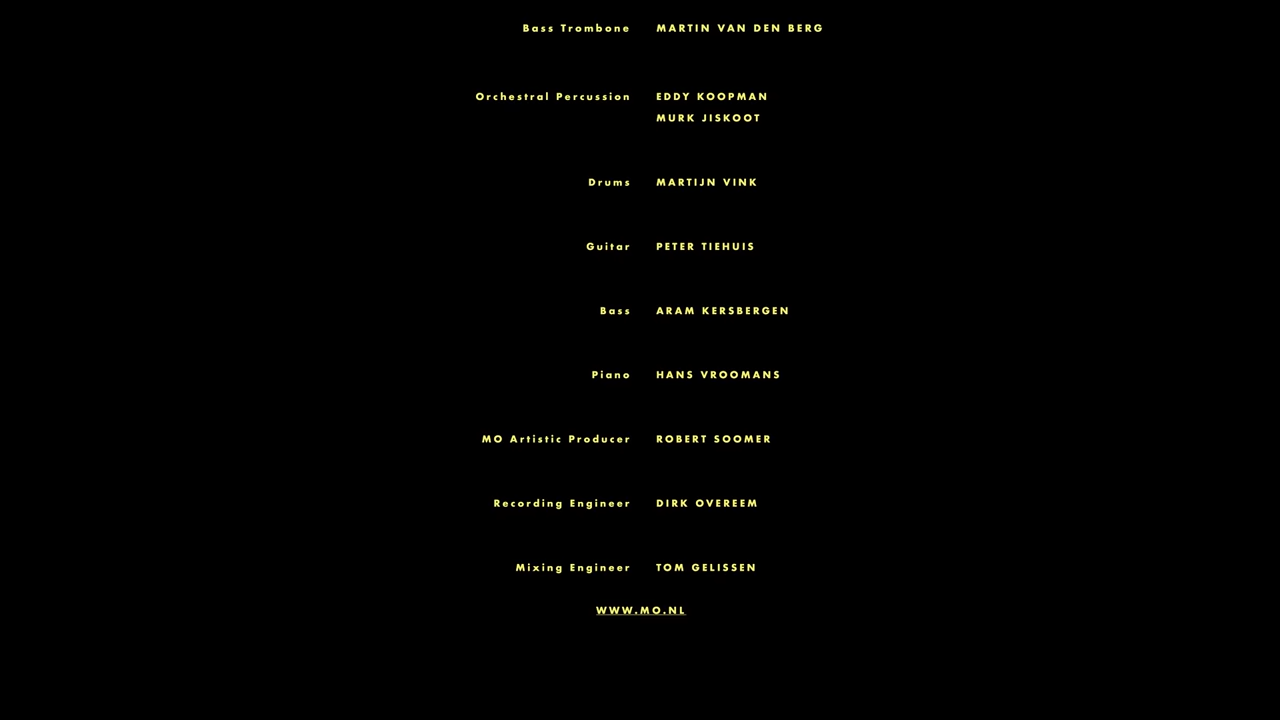 Bass Trombone MARTIN VAN DEN BERG
Orchestral Percussion EDDY KOOPMAN
MURK JISKOOT
Drums MARTIJN VINK
Guitar PETER TIEHUIS
Bass ARAM KERSBERGEN
Piano HANS VROOMANS
MO Artistic Producer ROBERT SOOMER
Recording Engineer DIRK OVEREEM
Mixing Engineer TOM GELISSEN
WWW.MO.NL